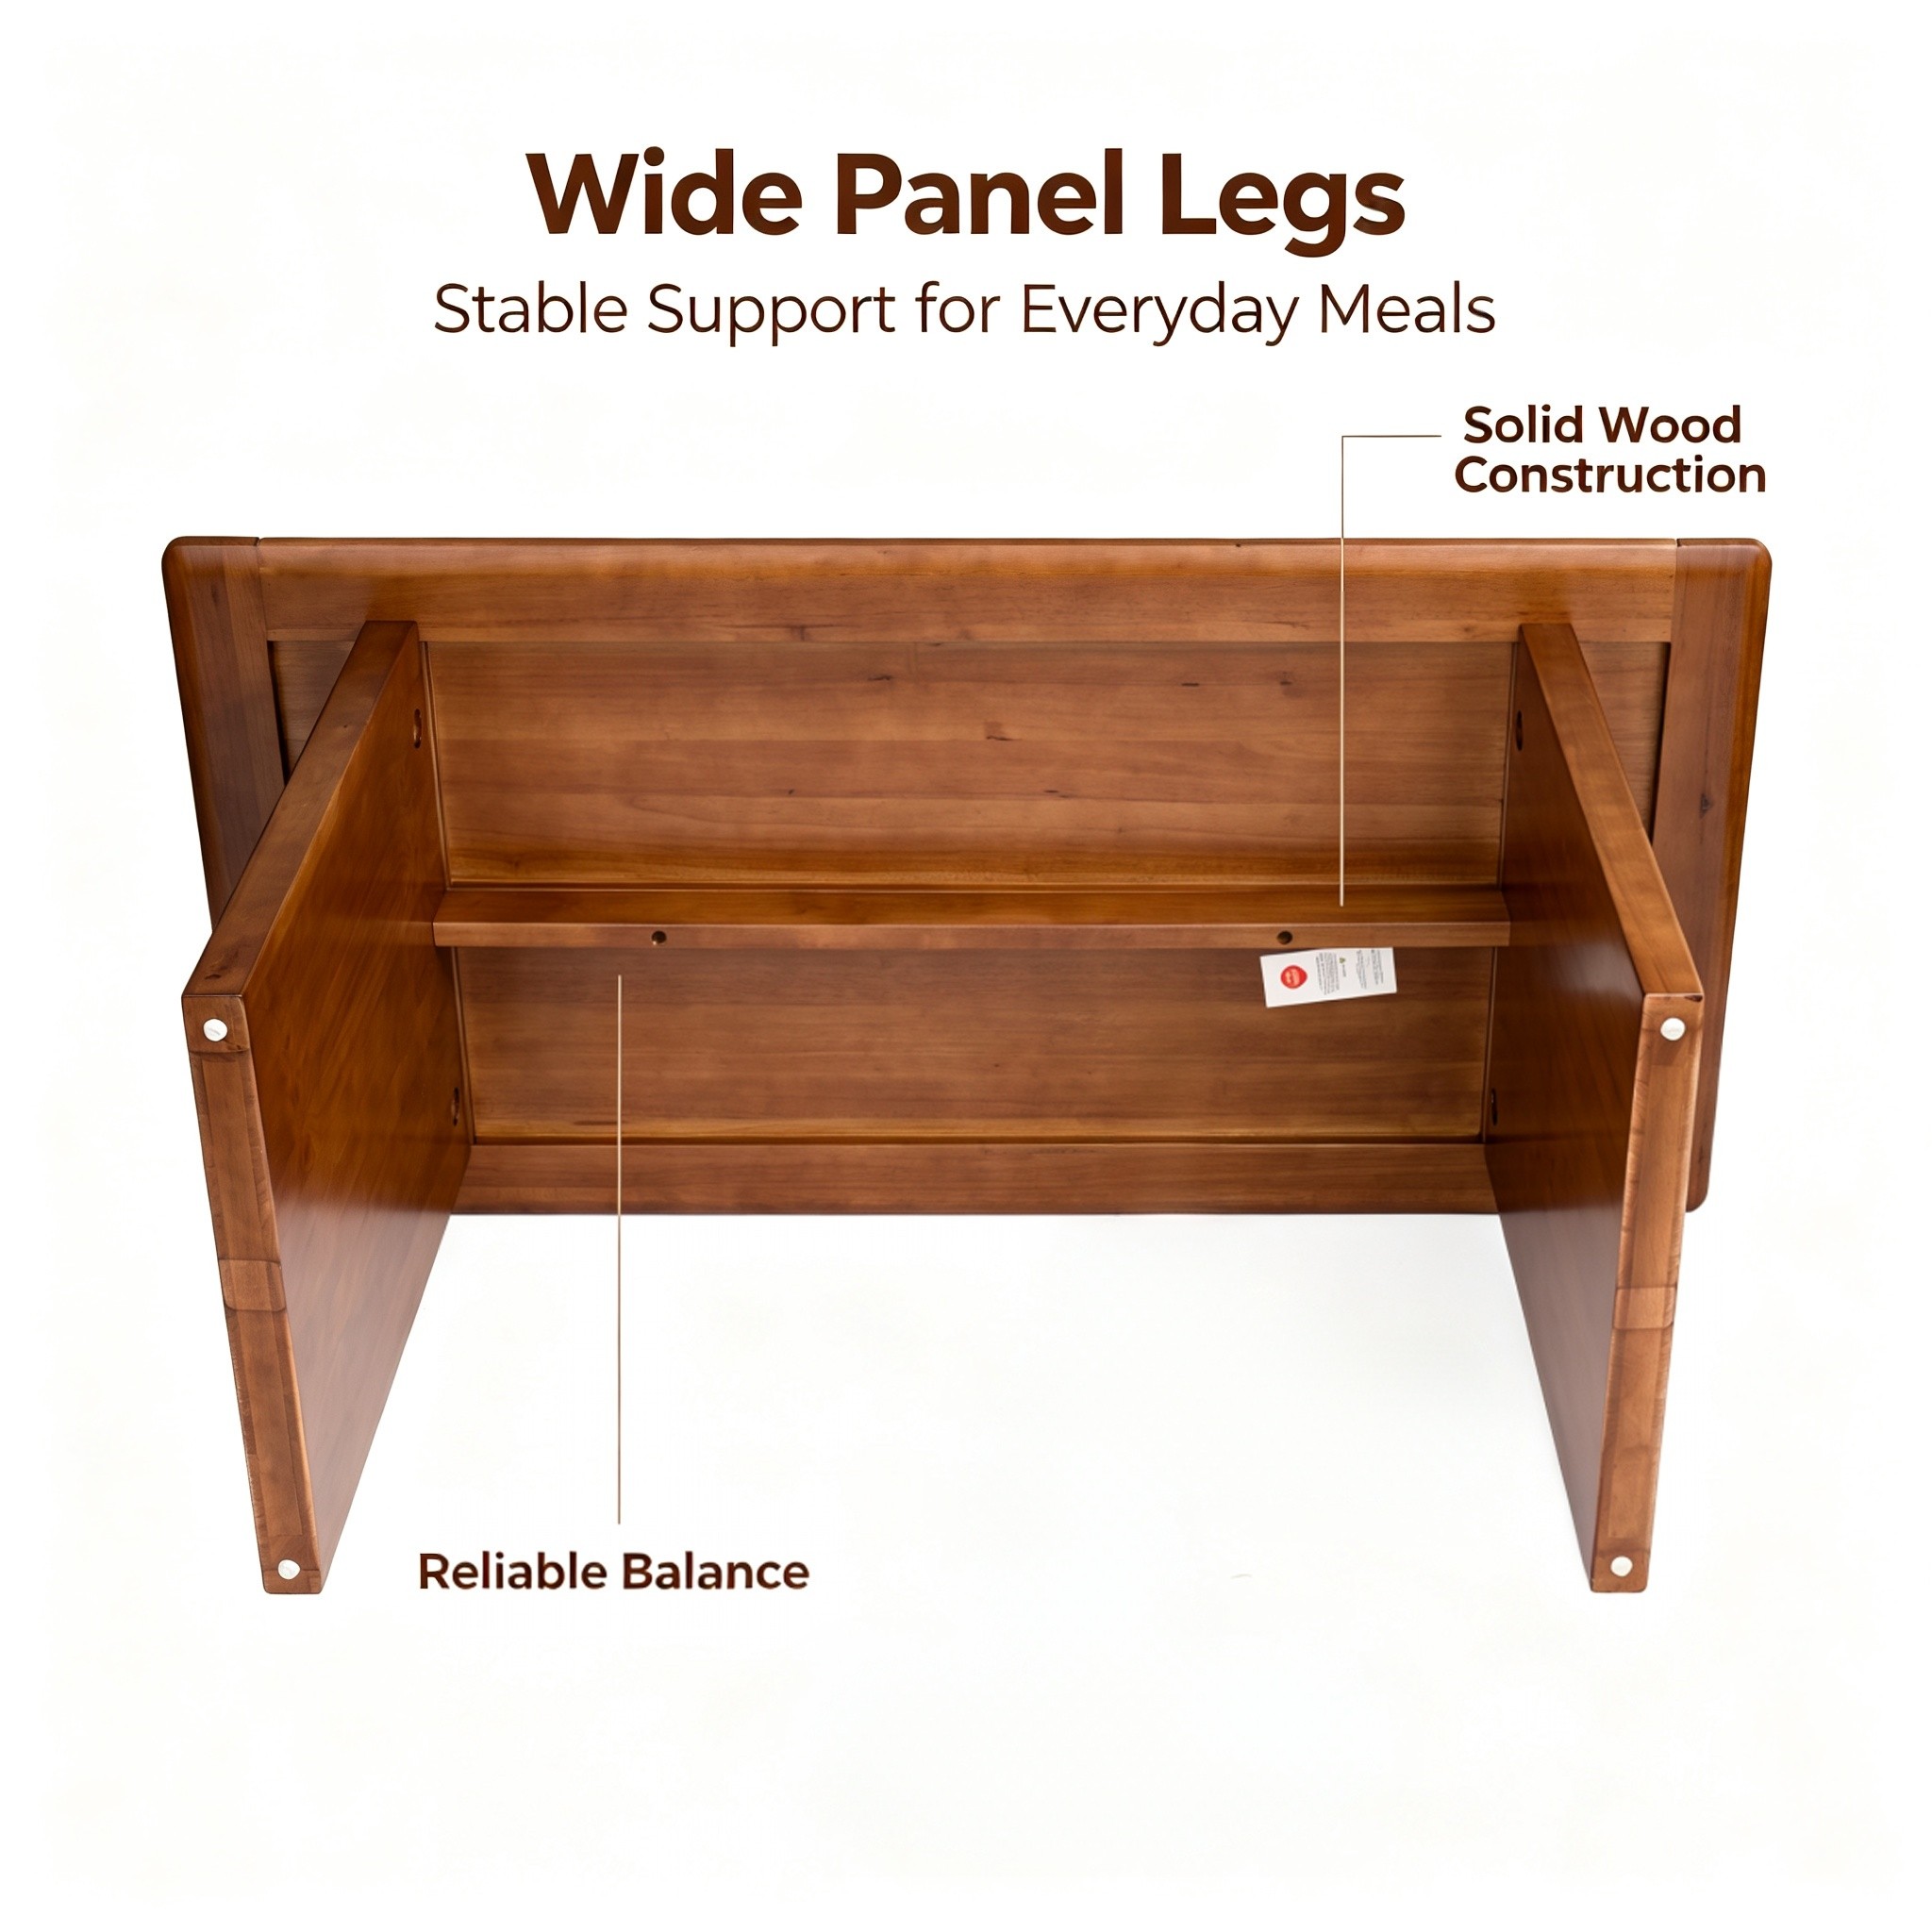 Wide Panel Legs
Stable Support for Everyday Meals
Solid Wood
Construction
Reliable Balance